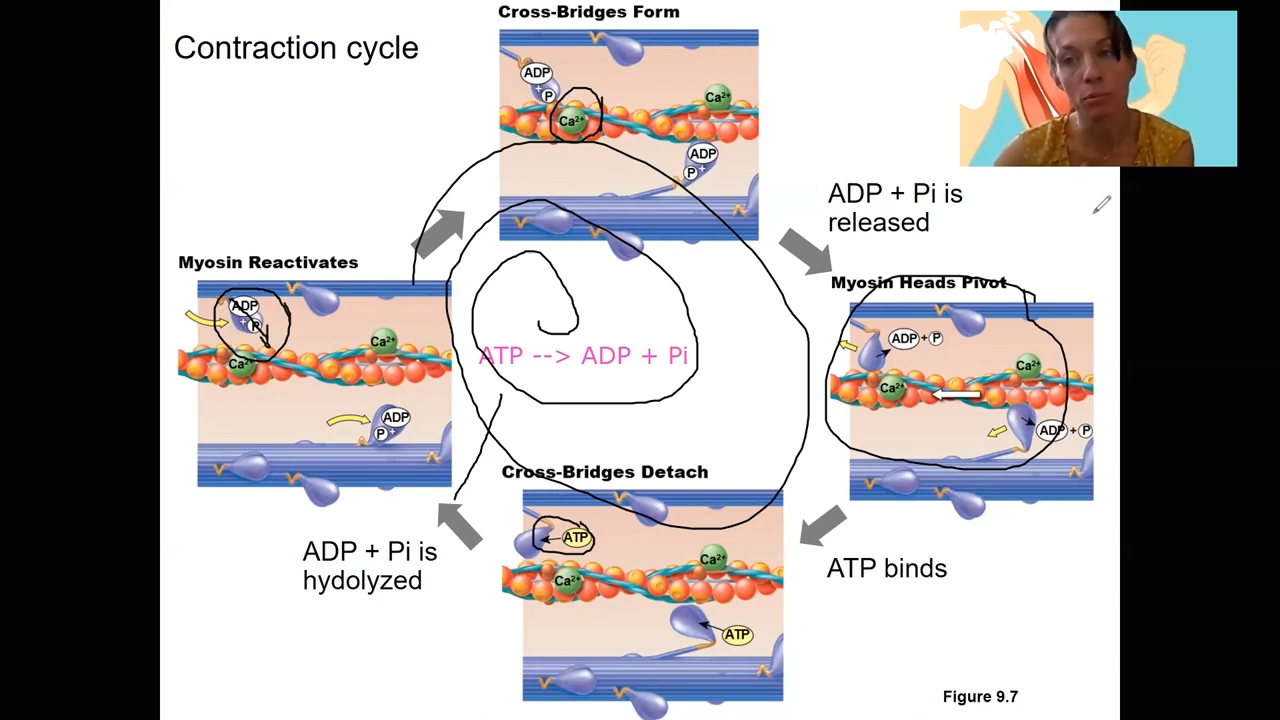 Contraction cycle
Cross-Bridges Form
ADP
+ P
Ca2+
Ca2+
ADP
P +
ADP + Pi is
released
Myosin Heads Pivot
ADP + P
Ca2+
Ca2+
ADP + P
ATP binds
Cross-Bridges Detach
ATP
Ca2+
Ca2+
ATP
ADP + Pi is
hydolyzed
Myosin Reactivates
ADP
+ P
Ca2+
Ca2+
ADP
P +
ATP --> ADP + Pi
Figure 9.7